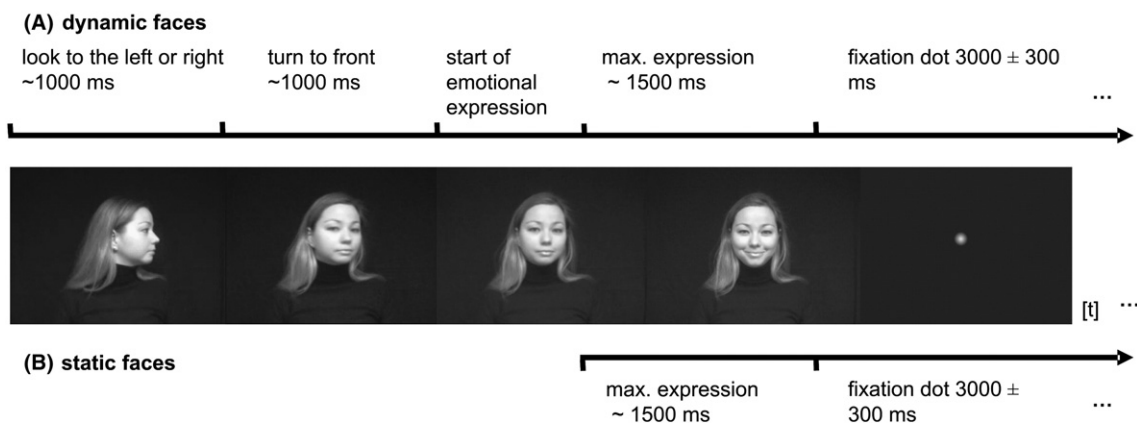 (A) dynamic faces
look to the left or right
~1000 ms
turn to front
~1000 ms
start of
emotional
expression
max. expression
~ 1500 ms
fixation dot 3000 ± 300
ms
...
[t]
...
(B) static faces
max. expression
~ 1500 ms
fixation dot 3000 ±
300 ms
...